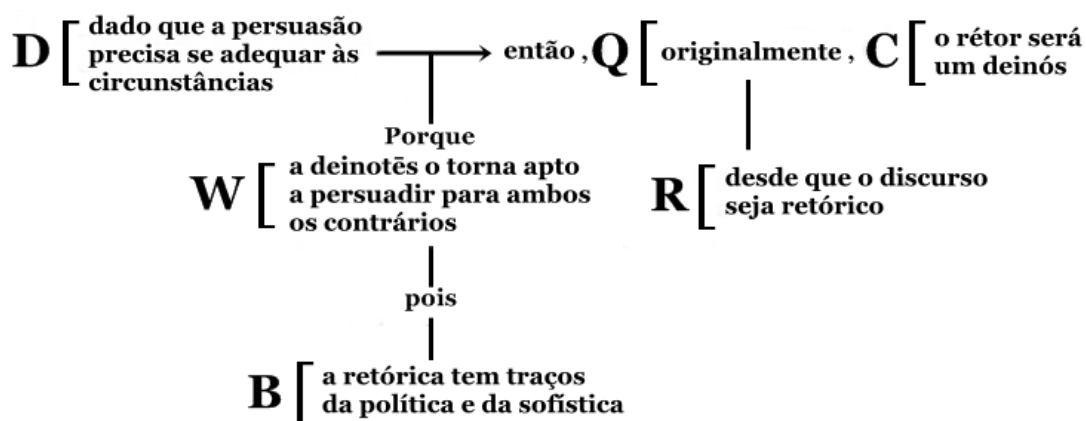 D dado que a persuasão
precisa se adequar às
circunstâncias
então , Q originalmente , C o rétor será
um deinós
Porque
W a deinotēs o torna apto
a persuadir para ambos
os contrários
R desde que o discurso
seja retórico
pois
B a retórica tem traços
da política e da sofística